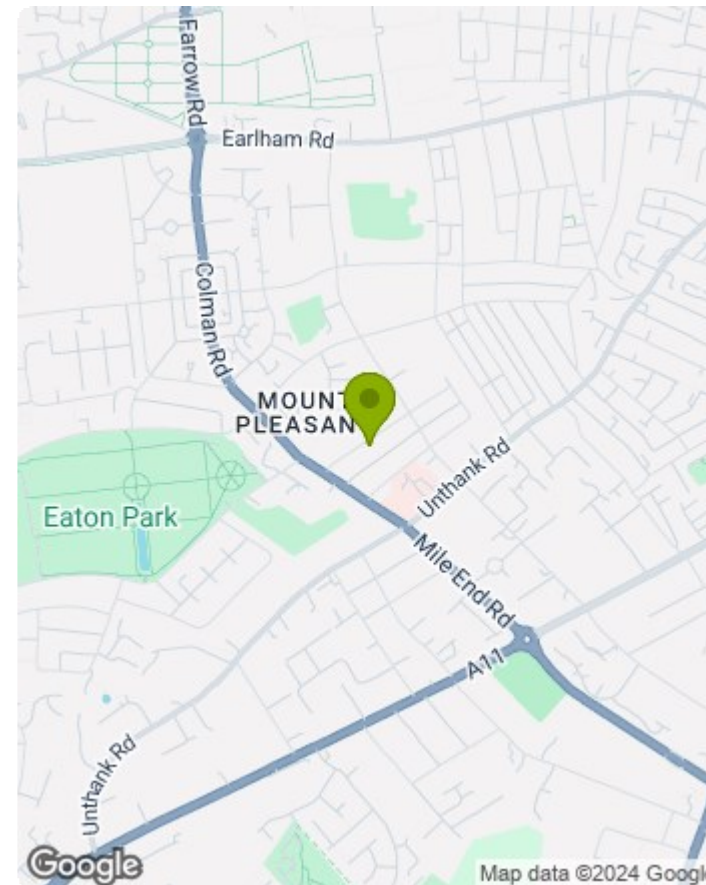 Farrow Rd
Earlham Rd
Colman Rd
MOUNT
PLEASAN
Unthank Rd
Eaton Park
Mile End Rd
A11
Unthank Rd
Google
Map data ©2024 Google